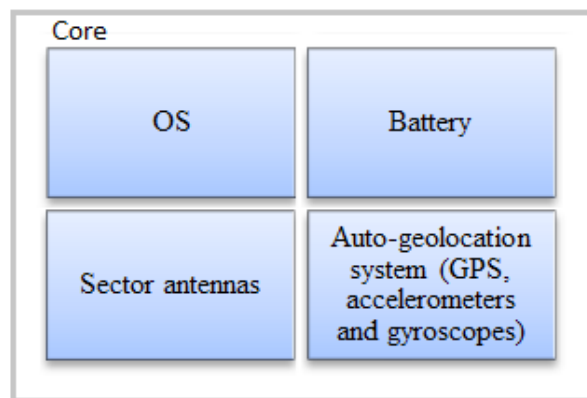 Core
OS
Battery
Sector antennas
Auto-geolocation
system (GPS,
accelerometers
and gyroscopes)